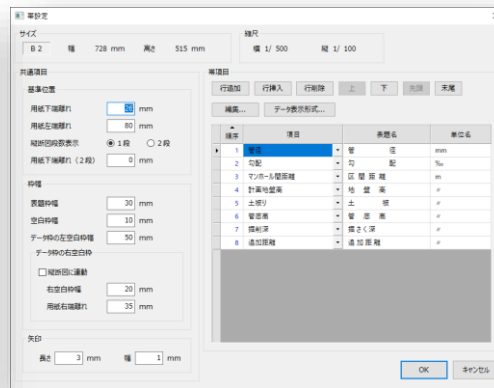 帯設定
サイズ
B 2 幅 728 mm 高さ 515 mm
縮尺
横 1/ 500 縦 1/ 100
共通項目
基準位置
用紙下端離れ mm
用紙左端離れ 80 mm
縦断図段数表示 1段 2段
用紙下離れ（2段） 0 mm
枠幅
表題枠幅 30 mm
空白枠幅 10 mm
データ枠の左空白枠幅 50 mm
データ枠の右空白枠
縦断図に連動
右空白枠幅 20 mm
用紙右端離れ 35 mm
矢印
長さ 3 mm 幅 1 mm
帯項目
行追加 行挿入 行削除 上 下 先頭 末尾
編集... データ表示形式...
順序 項目 表題名 単位名
1 管径 管 径 mm
2 勾配 勾 配 ‰
3 マンホール間距離 区 間 距 離 m
4 計画地盤高 地 盤 高 〃
5 土被り 土 被 〃
6 管底高 管 底 高 〃
7 掘削深 掘さく深 〃
8 追加距離 追加距離 〃
OK キャンセル